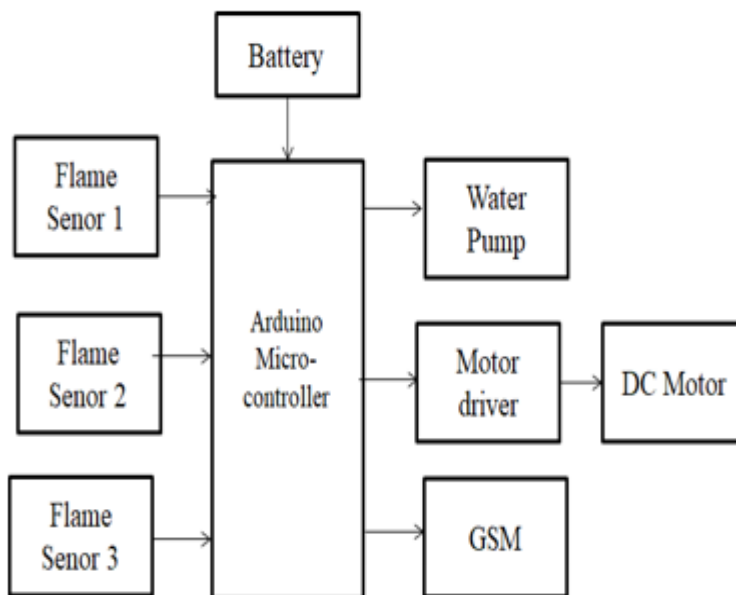 Battery
Flame
Senor 1
Water
Pump
Flame
Senor 2
Arduino
Micro-
controller
Motor
driver
DC Motor
Flame
Senor 3
GSM